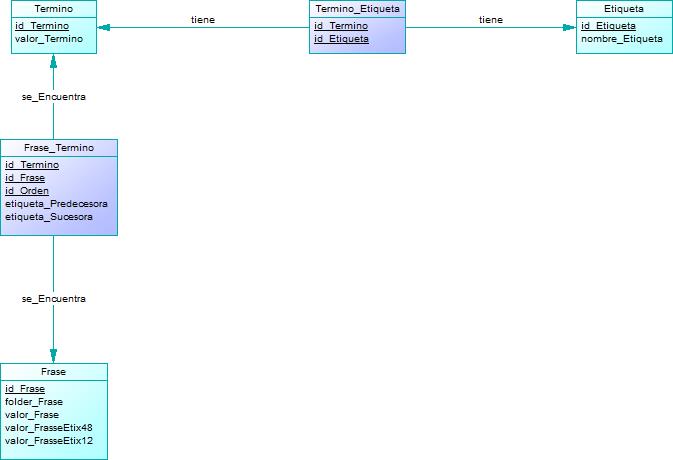 Termino
id_Termino
valor_Termino
tiene
Termino_Etiqueta
id_Termino
id_Etiqueta
tiene
Etiqueta
id_Etiqueta
nombre_Etiqueta
se_Encuentra
Frase_Termino
id_Termino
id_Frase
id_Orden
etiqueta_Predecesora
etiqueta_Sucesora
se_Encuentra
Frase
id_Frase
folder_Frase
valor_Frase
valor_FrasseEtix48
valor_FrasseEtix12